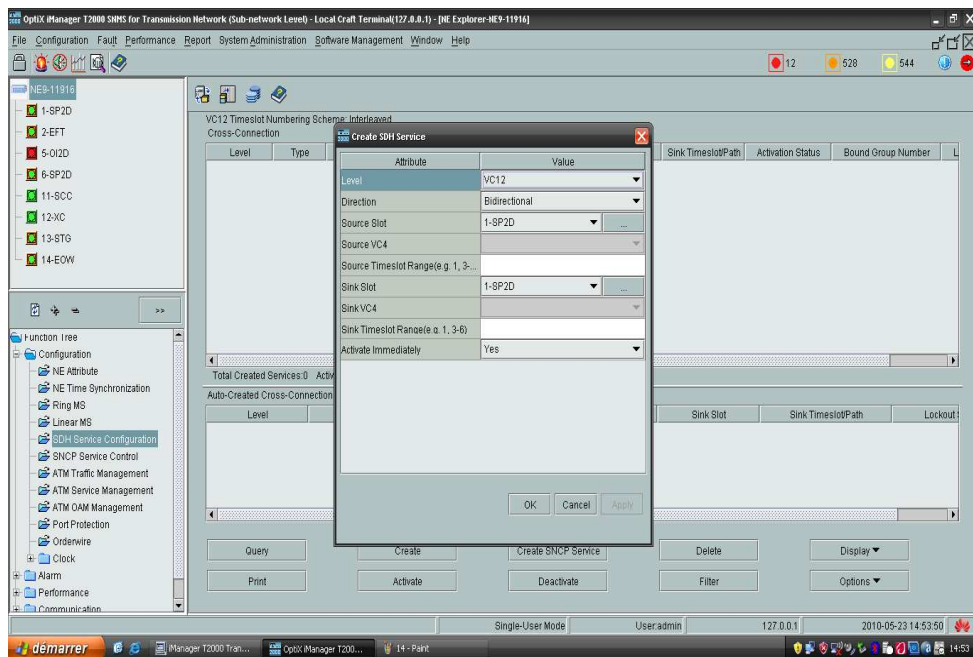 OptiX iManager T2000 SNMS for Transmission Network (Sub-network Level) - Local Craft Terminal(127.0.0.1) - [NE Explorer-NE9-11916]
File Configuration Fault Performance Report System Administration Software Management Window Help
12 528 544
NE9-11916
1-SP2D
2-EFT
5-OI2D
6-SP2D
11-SCC
12-XC
13-STG
14-EOW
>>
Function Tree
Configuration
NE Attribute
NE Time Synchronization
Ring MS
Linear MS
SDH Service Configuration
SNCP Service Control
ATM Traffic Management
ATM Service Management
ATM OAM Management
Port Protection
Orderwire
Clock
Alarm
Performance
Communication
VC12 Timeslot Numbering Scheme: Interleaved
Cross-Connection
Level Type Sink Timeslot/Path Activation Status Bound Group Number L
Create SDH Service
Attribute Value
Level VC12
Direction Bidirectional
Source Slot 1-SP2D ...
Source VC4
Source Timeslot Range(e.g. 1, 3-...
Sink Slot 1-SP2D ...
Sink VC4
Sink Timeslot Range(e.g. 1, 3-6)
Activate Immediately Yes
OK Cancel Apply
Total Created Services:0 Activ
Auto-Created Cross-Connection
Level Sink Slot Sink Timeslot/Path Lockout
Query Create Create SNCP Service Delete Display
Print Activate Deactivate Filter Options
Single-User Mode User:admin 127.0.0.1 2010-05-23 14:53:50
démarrer iManager T2000 Tran... OptiX iManager T200... 14 - Paint 14:53